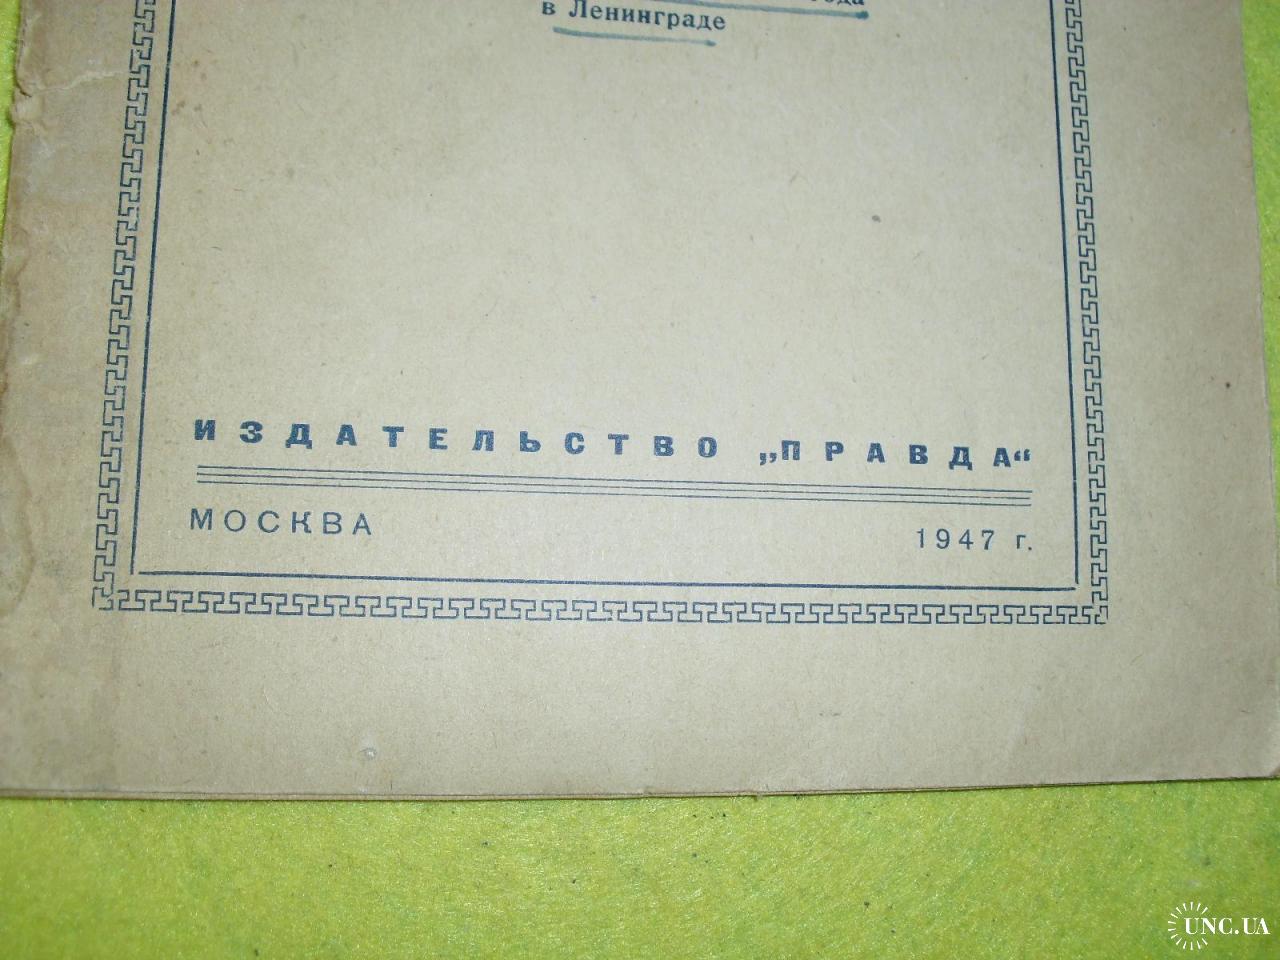 в Ленинграде
ИЗДАТЕЛЬСТВО „ПРАВДА“
МОСКВА
1947 г.
UNC.UA